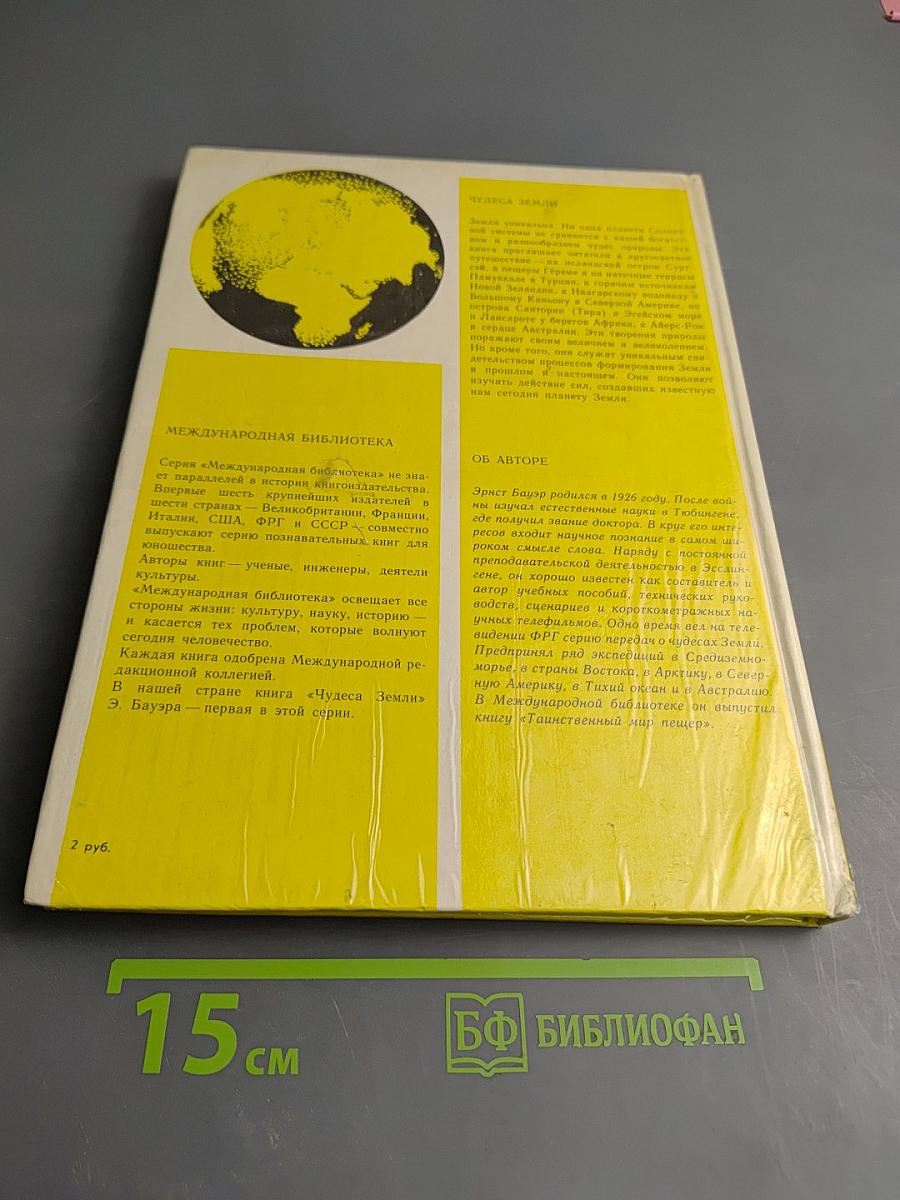 МЕЖДУНАРОДНАЯ БИБЛИОТЕКА
Серия «Международная библиотека» не зна-
ет параллелей в истории книгоиздательства.
Впервые шесть крупнейших издателей в
шести странах — Великобритании, Франции,
Италии, США, ФРГ и СССР — совместно
выпускают серию познавательных книг для
юношества.
Авторы книг — ученые, инженеры, деятели
культуры.
«Международная библиотека» освещает все
стороны жизни: культуру, науку, историю —
и касается тех проблем, которые волнуют
сегодня человечество.
Каждая книга одобрена Международной ре-
дакционной коллегией.
В нашей стране книга «Чудеса Земли»
Э. Бауэра — первая в этой серии.
2 руб.
ЧУДЕСА ЗЕМЛИ
Земля уникальна. Ни одна планета Солнеч-
ной системы не сравнится с нашей богатст-
вом и разнообразием чудес природы. Эта
книга приглашает читателя в кругосветное
путешествие — на исландский остров Сурт-
сей, в пещеры Гёреме и на натечные террасы
Памуккале в Турции, к горячим источникам
Новой Зеландии, к Ниагарскому водопаду и
Большому Каньону в Северной Америке, на
острова Санторин (Тира) в Эгейском море
и Лансароте у берегов Африки, к Айерс-Рок
в сердце Австралии. Эти творения природы
поражают своим величием и великолепием.
Но кроме того, они служат уникальным сви-
детельством процессов формирования Земли
в прошлом и настоящем. Они позволяют
изучать действие сил, создавших известную
нам сегодня планету Земля.
ОБ АВТОРЕ
Эрнст Бауэр родился в 1926 году. После вой-
ны изучал естественные науки в Тюбингене,
где получил звание доктора. В круг его инте-
ресов входит научное познание в самом ши-
роком смысле слова. Наряду с постоянной
преподавательской деятельностью в Эсслин-
гене, он хорошо известен как составитель и
автор учебных пособий, технических руко-
водств, сценариев и короткометражных на-
учных телефильмов. Одно время вел на теле-
видении ФРГ серию передач о чудесах Земли.
Предпринял ряд экспедиций в Средиземно-
морье, в страны Востока, в Арктику, в Север-
ную Америку, в Тихий океан и в Австралию.
В Международной библиотеке он выпустил
книгу «Таинственный мир пещер».
15 см
БФ БИБЛИОФАН